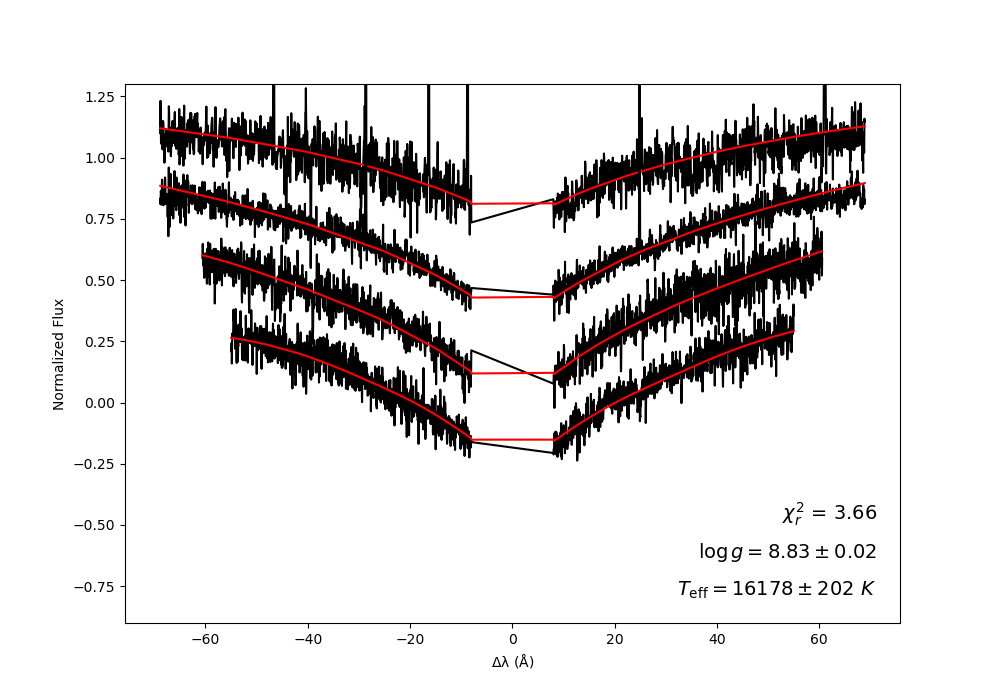 1.25
1.00
0.75
0.50
0.25
0.00
−0.25
−0.50
−0.75
Normalized Flux
χ²ᵣ = 3.66
log g = 8.83 ± 0.02
T_eff = 16178 ± 202 K
−60 −40 −20 0 20 40 60
Δλ (Å)